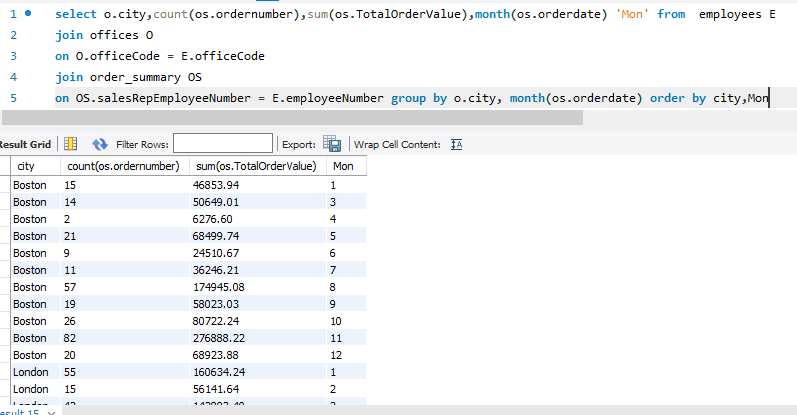 1 select o.city,count(os.ordernumber),sum(os.TotalOrderValue),month(os.orderdate) 'Mon' from employees E
2 join offices O
3 on O.officeCode = E.officeCode
4 join order_summary OS
5 on OS.salesRepEmployeeNumber = E.employeeNumber group by o.city, month(os.orderdate) order by city,Mon
Result Grid Filter Rows: Export: Wrap Cell Content:
city count(os.ordernumber) sum(os.TotalOrderValue) Mon
Boston 15 46853.94 1
Boston 14 50649.01 3
Boston 2 6276.60 4
Boston 21 68499.74 5
Boston 9 24510.67 6
Boston 11 36246.21 7
Boston 57 174945.08 8
Boston 19 58023.03 9
Boston 26 80722.24 10
Boston 82 276888.22 11
Boston 20 68923.88 12
London 55 160634.24 1
London 15 56141.64 2
London
esult 15